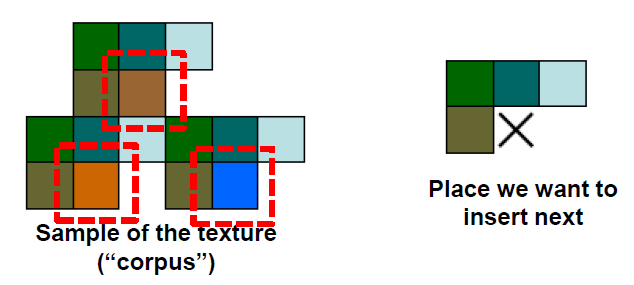 Sample of the texture
(“corpus”)
Place we want to
insert next